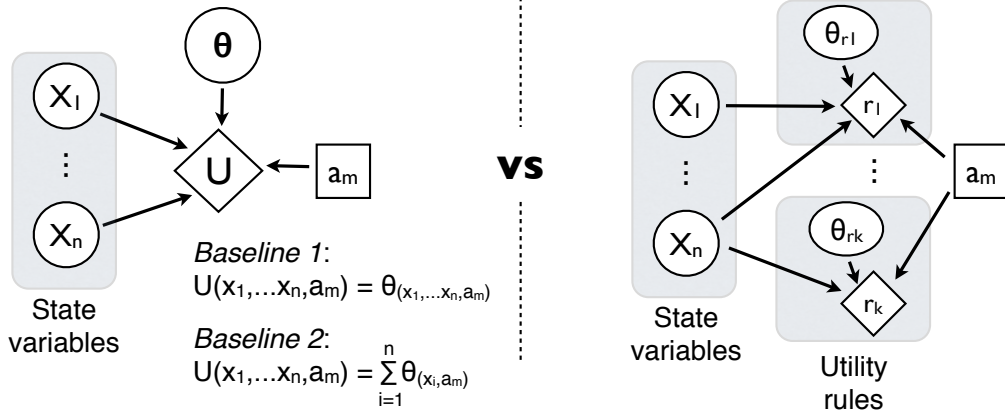 θ
X1
⋮
Xn
U
am
State
variables
Baseline 1:
U(x1,...xn,am) = θ(x1,...xn,am)
Baseline 2:
U(x1,...xn,am) = n∑i=1 θ(xi,am)
vs
θr1
X1
r1
⋮
⋮
am
Xn
θrk
rk
State
variables
Utility
rules